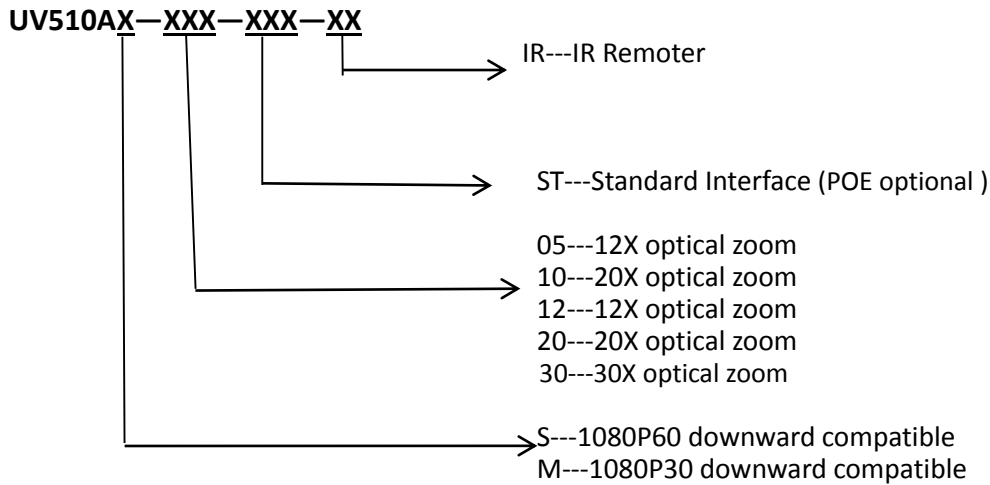 UV510AX—XXX—XXX—XX
IR---IR Remoter
ST---Standard Interface (POE optional )
05---12X optical zoom
10---20X optical zoom
12---12X optical zoom
20---20X optical zoom
30---30X optical zoom
S---1080P60 downward compatible
M---1080P30 downward compatible